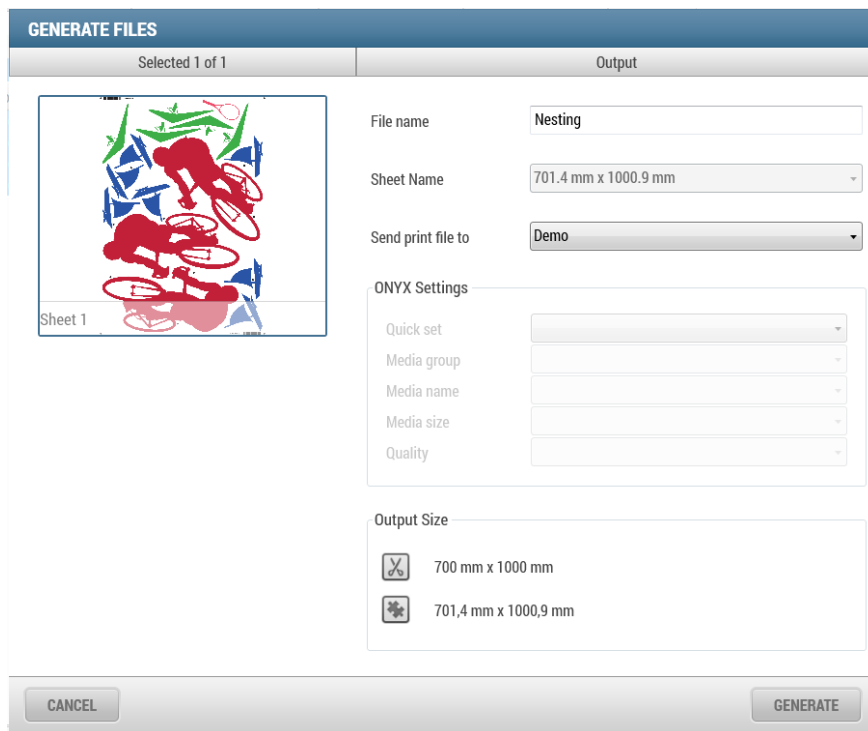 GENERATE FILES
Selected 1 of 1
Output
Sheet 1
File name
Nesting
Sheet Name
701.4 mm x 1000.9 mm
Send print file to
Demo
ONYX Settings
Quick set
Media group
Media name
Media size
Quality
Output Size
700 mm x 1000 mm
701,4 mm x 1000,9 mm
CANCEL
GENERATE